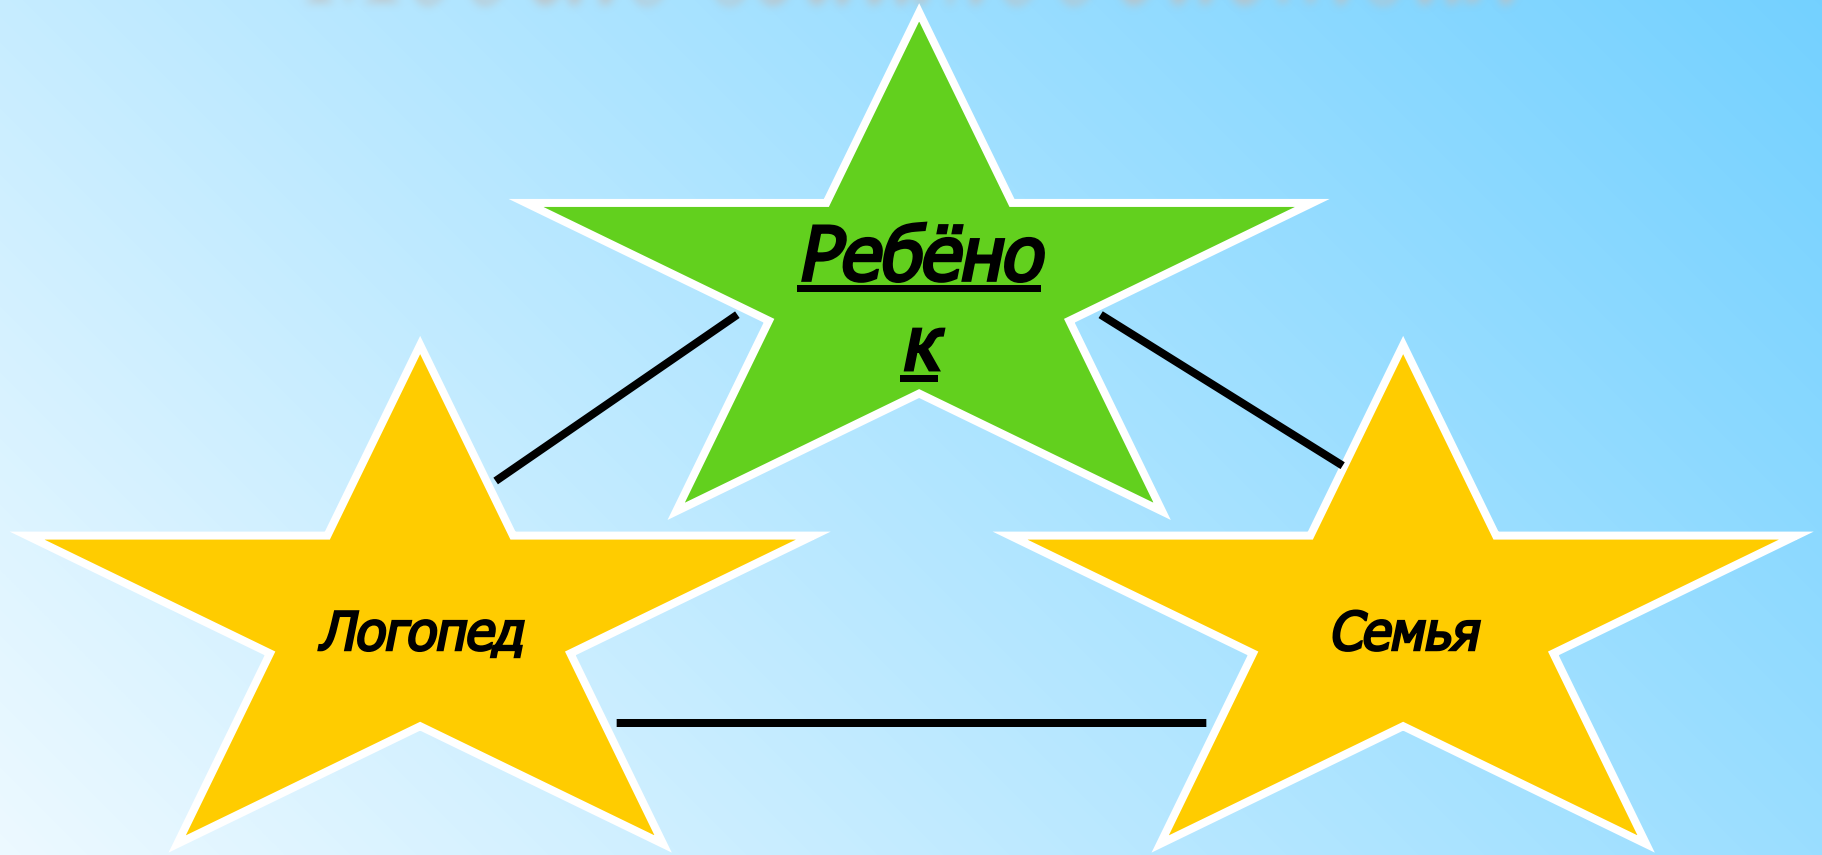 Ребёно
к
Логопед
Семья